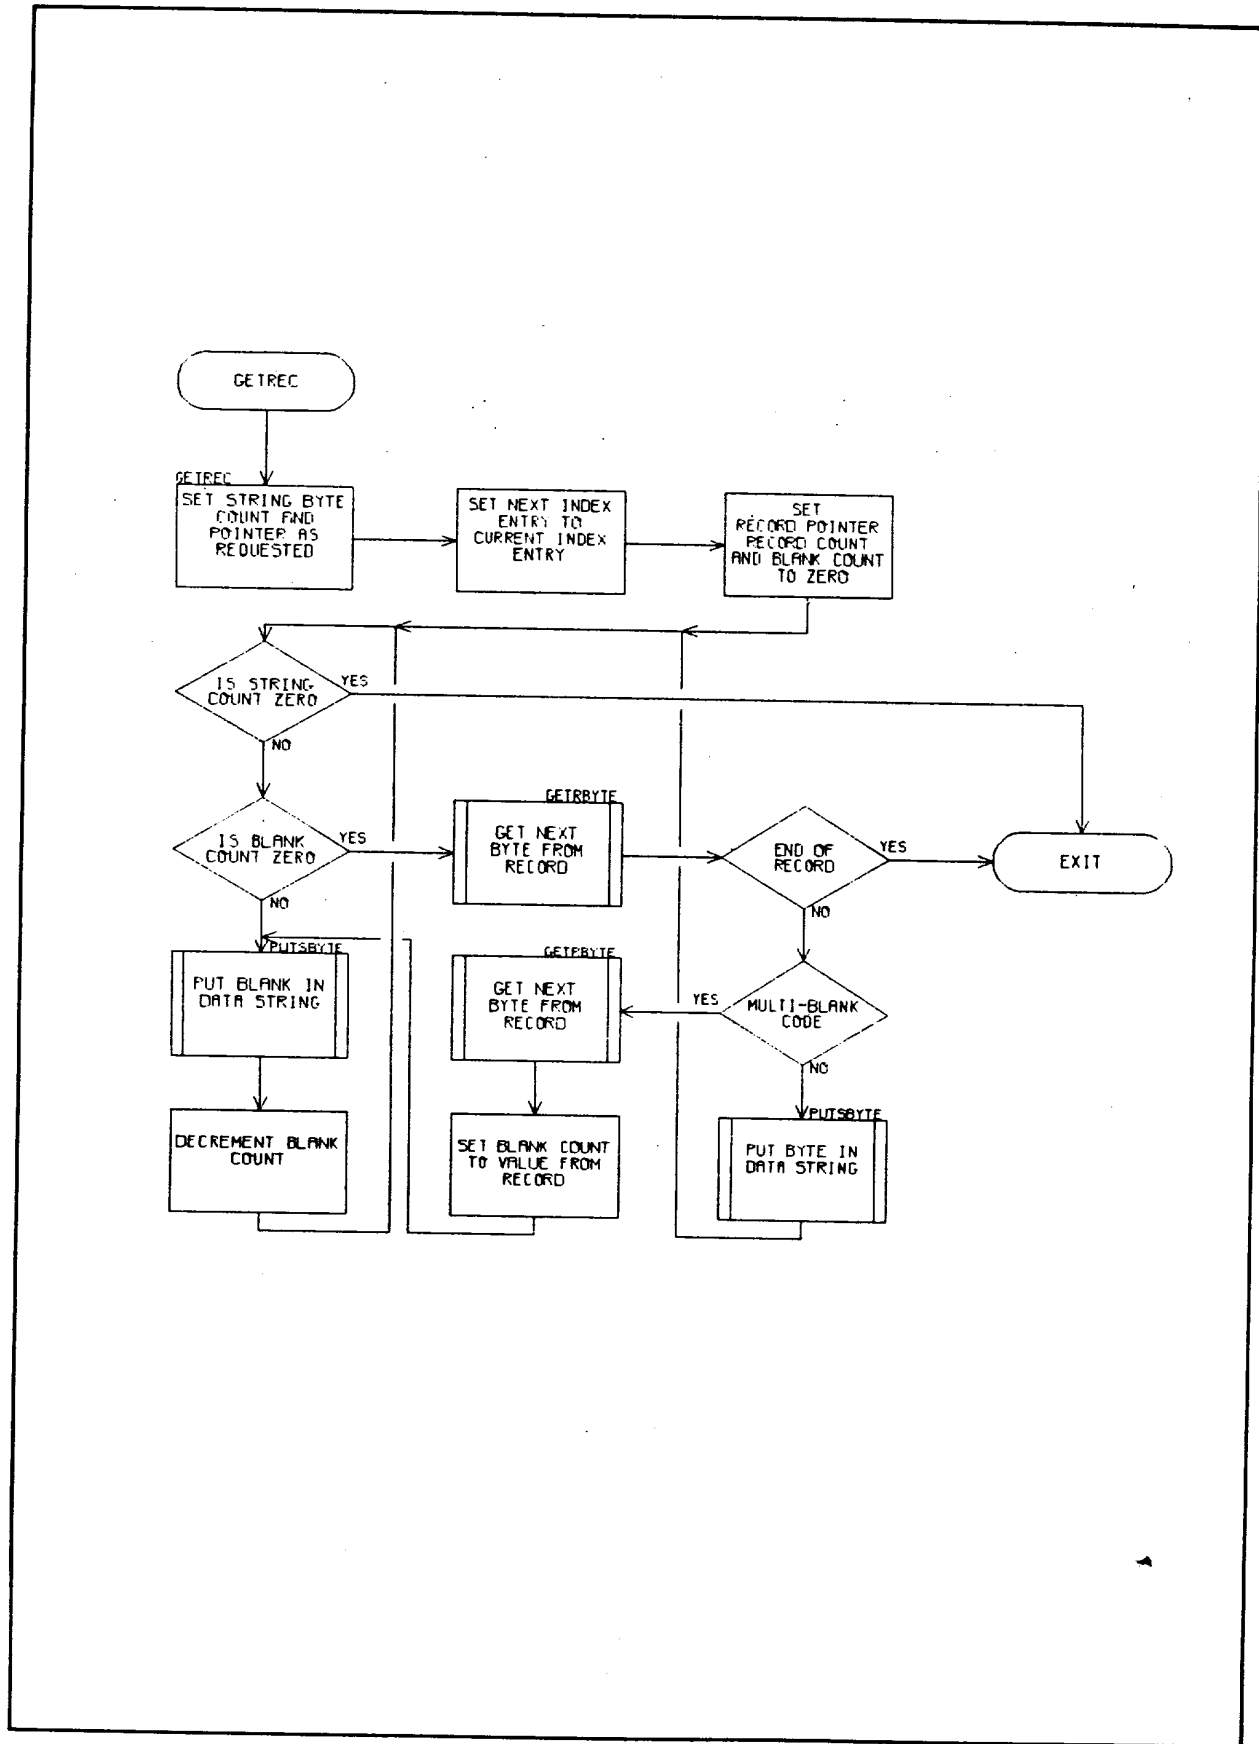 GETREC
GETREC
SET STRING BYTE
COUNT AND
POINTER AS
REQUESTED
SET NEXT INDEX
ENTRY TO
CURRENT INDEX
ENTRY
SET
RECORD POINTER
RECORD COUNT
AND BLANK COUNT
TO ZERO
IS STRING
COUNT ZERO
YES
NO
IS BLANK
COUNT ZERO
YES
NO
GETRBYTE
GET NEXT
BYTE FROM
RECORD
END OF
RECORD
YES
NO
EXIT
PUTSBYTE
PUT BLANK IN
DATA STRING
GETRBYTE
GET NEXT
BYTE FROM
RECORD
YES
MULTI-BLANK
CODE
NO
DECREMENT BLANK
COUNT
SET BLANK COUNT
TO VALUE FROM
RECORD
PUTSBYTE
PUT BYTE IN
DATA STRING